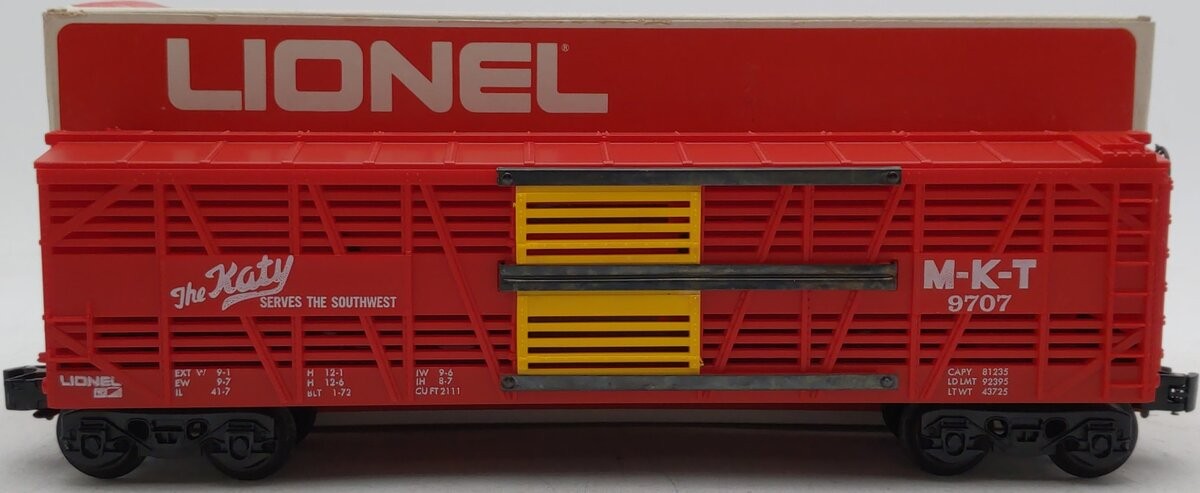 LIONEL®
The Katy
SERVES THE SOUTHWEST
M-K-T
9707
LIONEL
EXT W 9-1
EW 9-7
IL 41-7
H 12-1
H 12-6
BLT 1-72
IW 9-6
IH 8-7
CU FT 2111
CAPY 81235
LD LMT 92395
LT WT 43725